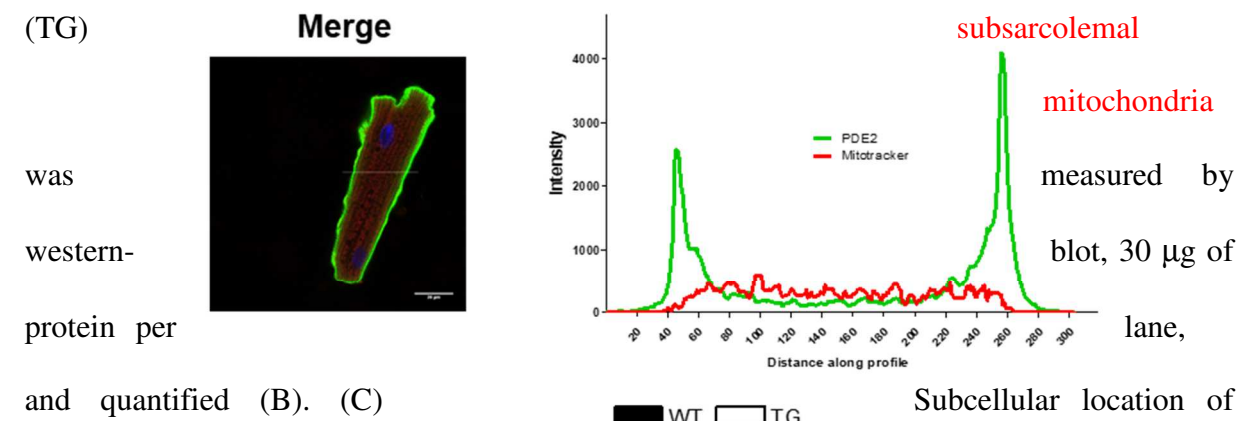 (TG) Merge subsarcolemal
4000
mitochondria
3000
Intensity
PDE2
Mitotracker
was measured by
2000
western- 1000 blot, 30 µg of
0
protein per 20 40 60 80 100 120 140 160 180 200 220 240 260 280 300 lane,
Distance along profile
and quantified (B). (C) WT TG Subcellular location of